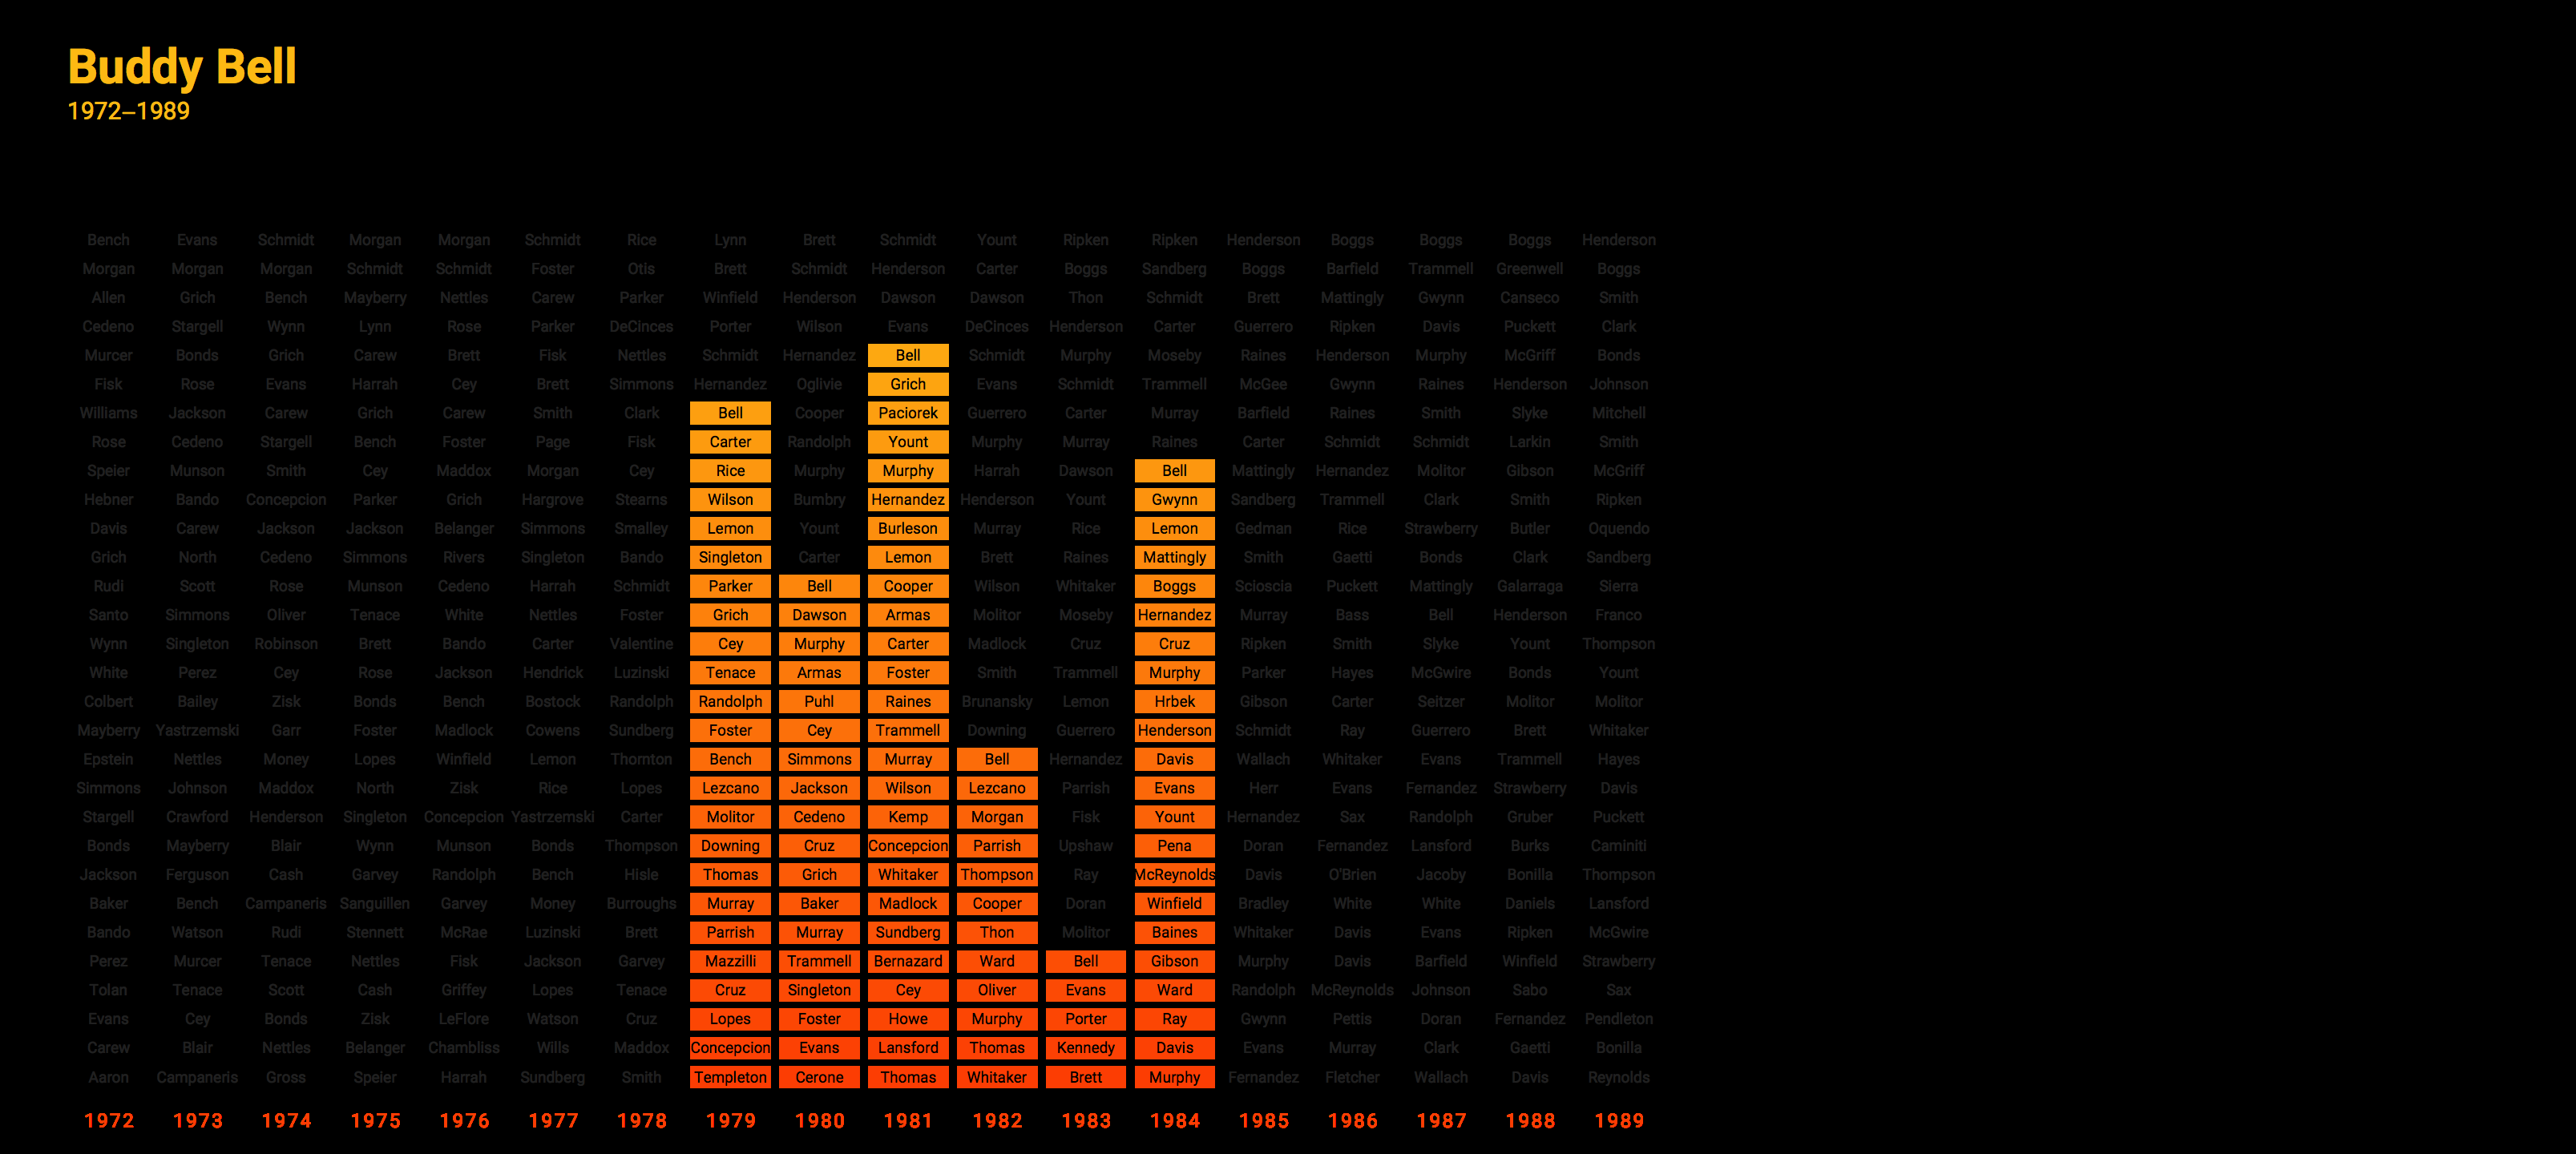 Buddy Bell
1972–1989
Bench Evans Schmidt Morgan Morgan Schmidt Rice Lynn Brett Schmidt Yount Ripken Ripken Henderson Boggs Boggs Boggs Henderson
Morgan Morgan Morgan Schmidt Schmidt Foster Otis Brett Schmidt Henderson Carter Boggs Sandberg Boggs Barfield Trammell Greenwell Boggs
Allen Grich Bench Mayberry Nettles Carew Parker Winfield Henderson Dawson Dawson Thon Schmidt Brett Mattingly Gwynn Canseco Smith
Cedeno Stargell Wynn Lynn Rose Parker DeCinces Porter Wilson Evans DeCinces Henderson Carter Guerrero Ripken Davis Puckett Clark
Murcer Bonds Grich Carew Brett Fisk Nettles Schmidt Hernandez Bell Schmidt Murphy Moseby Raines Henderson Murphy McGriff Bonds
Fisk Rose Evans Harrah Cey Brett Simmons Hernandez Oglivie Grich Evans Schmidt Trammell McGee Gwynn Raines Henderson Johnson
Williams Jackson Carew Grich Carew Smith Clark Bell Cooper Paciorek Guerrero Carter Murray Barfield Raines Smith Slyke Mitchell
Rose Cedeno Stargell Bench Foster Page Fisk Carter Randolph Yount Murphy Murray Raines Carter Schmidt Schmidt Larkin Smith
Speier Munson Smith Cey Maddox Morgan Cey Rice Murphy Murphy Harrah Dawson Bell Mattingly Hernandez Molitor Gibson McGriff
Hebner Bando Concepcion Parker Grich Hargrove Stearns Wilson Bumbry Hernandez Henderson Yount Gwynn Sandberg Trammell Clark Smith Ripken
Davis Carew Jackson Jackson Belanger Simmons Smalley Lemon Yount Burleson Murray Rice Lemon Gedman Rice Strawberry Butler Oquendo
Grich North Cedeno Simmons Rivers Singleton Bando Singleton Carter Lemon Brett Raines Mattingly Smith Gaetti Bonds Clark Sandberg
Rudi Scott Rose Munson Cedeno Harrah Schmidt Parker Bell Cooper Wilson Whitaker Boggs Scioscia Puckett Mattingly Galarraga Sierra
Santo Simmons Oliver Tenace White Nettles Foster Grich Dawson Armas Molitor Moseby Hernandez Murray Bass Bell Henderson Franco
Wynn Singleton Robinson Brett Bando Carter Valentine Cey Murphy Carter Madlock Cruz Cruz Ripken Smith Slyke Yount Thompson
White Perez Cey Rose Jackson Hendrick Luzinski Tenace Armas Foster Smith Trammell Murphy Parker Hayes McGwire Bonds Yount
Colbert Bailey Zisk Bonds Bench Bostock Randolph Randolph Puhl Raines Brunansky Lemon Hrbek Gibson Carter Seitzer Molitor Molitor
Mayberry Yastrzemski Garr Foster Madlock Cowens Sundberg Foster Cey Trammell Downing Guerrero Henderson Schmidt Ray Guerrero Brett Whitaker
Epstein Nettles Money Lopes Winfield Lemon Thornton Bench Simmons Murray Bell Hernandez Davis Wallach Whitaker Evans Trammell Hayes
Simmons Johnson Maddox North Zisk Rice Lopes Lezcano Jackson Wilson Lezcano Parrish Evans Herr Evans Fernandez Strawberry Davis
Stargell Crawford Henderson Singleton Concepcion Yastrzemski Carter Molitor Cedeno Kemp Morgan Fisk Yount Hernandez Sax Randolph Gruber Puckett
Bonds Mayberry Blair Wynn Munson Bonds Thompson Downing Cruz Concepcion Parrish Upshaw Pena Doran Fernandez Lansford Burks Caminiti
Jackson Ferguson Cash Garvey Randolph Bench Hisle Thomas Grich Whitaker Thompson Ray McReynolds Davis O'Brien Jacoby Bonilla Thompson
Baker Bench Campaneris Sanguillen Garvey Money Burroughs Murray Baker Madlock Cooper Doran Winfield Bradley White White Daniels Lansford
Bando Watson Rudi Stennett McRae Luzinski Brett Parrish Murray Sundberg Thon Molitor Baines Whitaker Davis Evans Ripken McGwire
Perez Murcer Tenace Nettles Fisk Jackson Garvey Mazzilli Trammell Bernazard Ward Bell Gibson Murphy Davis Barfield Winfield Strawberry
Tolan Tenace Scott Cash Griffey Lopes Tenace Cruz Singleton Cey Oliver Evans Ward Randolph McReynolds Johnson Sabo Sax
Evans Cey Bonds Zisk LeFlore Watson Cruz Lopes Foster Howe Murphy Porter Ray Gwynn Pettis Doran Fernandez Pendleton
Carew Blair Nettles Belanger Chambliss Wills Maddox Concepcion Evans Lansford Thomas Kennedy Davis Evans Murray Clark Gaetti Bonilla
Aaron Campaneris Gross Speier Harrah Sundberg Smith Templeton Cerone Thomas Whitaker Brett Murphy Fernandez Fletcher Wallach Davis Reynolds
1972 1973 1974 1975 1976 1977 1978 1979 1980 1981 1982 1983 1984 1985 1986 1987 1988 1989